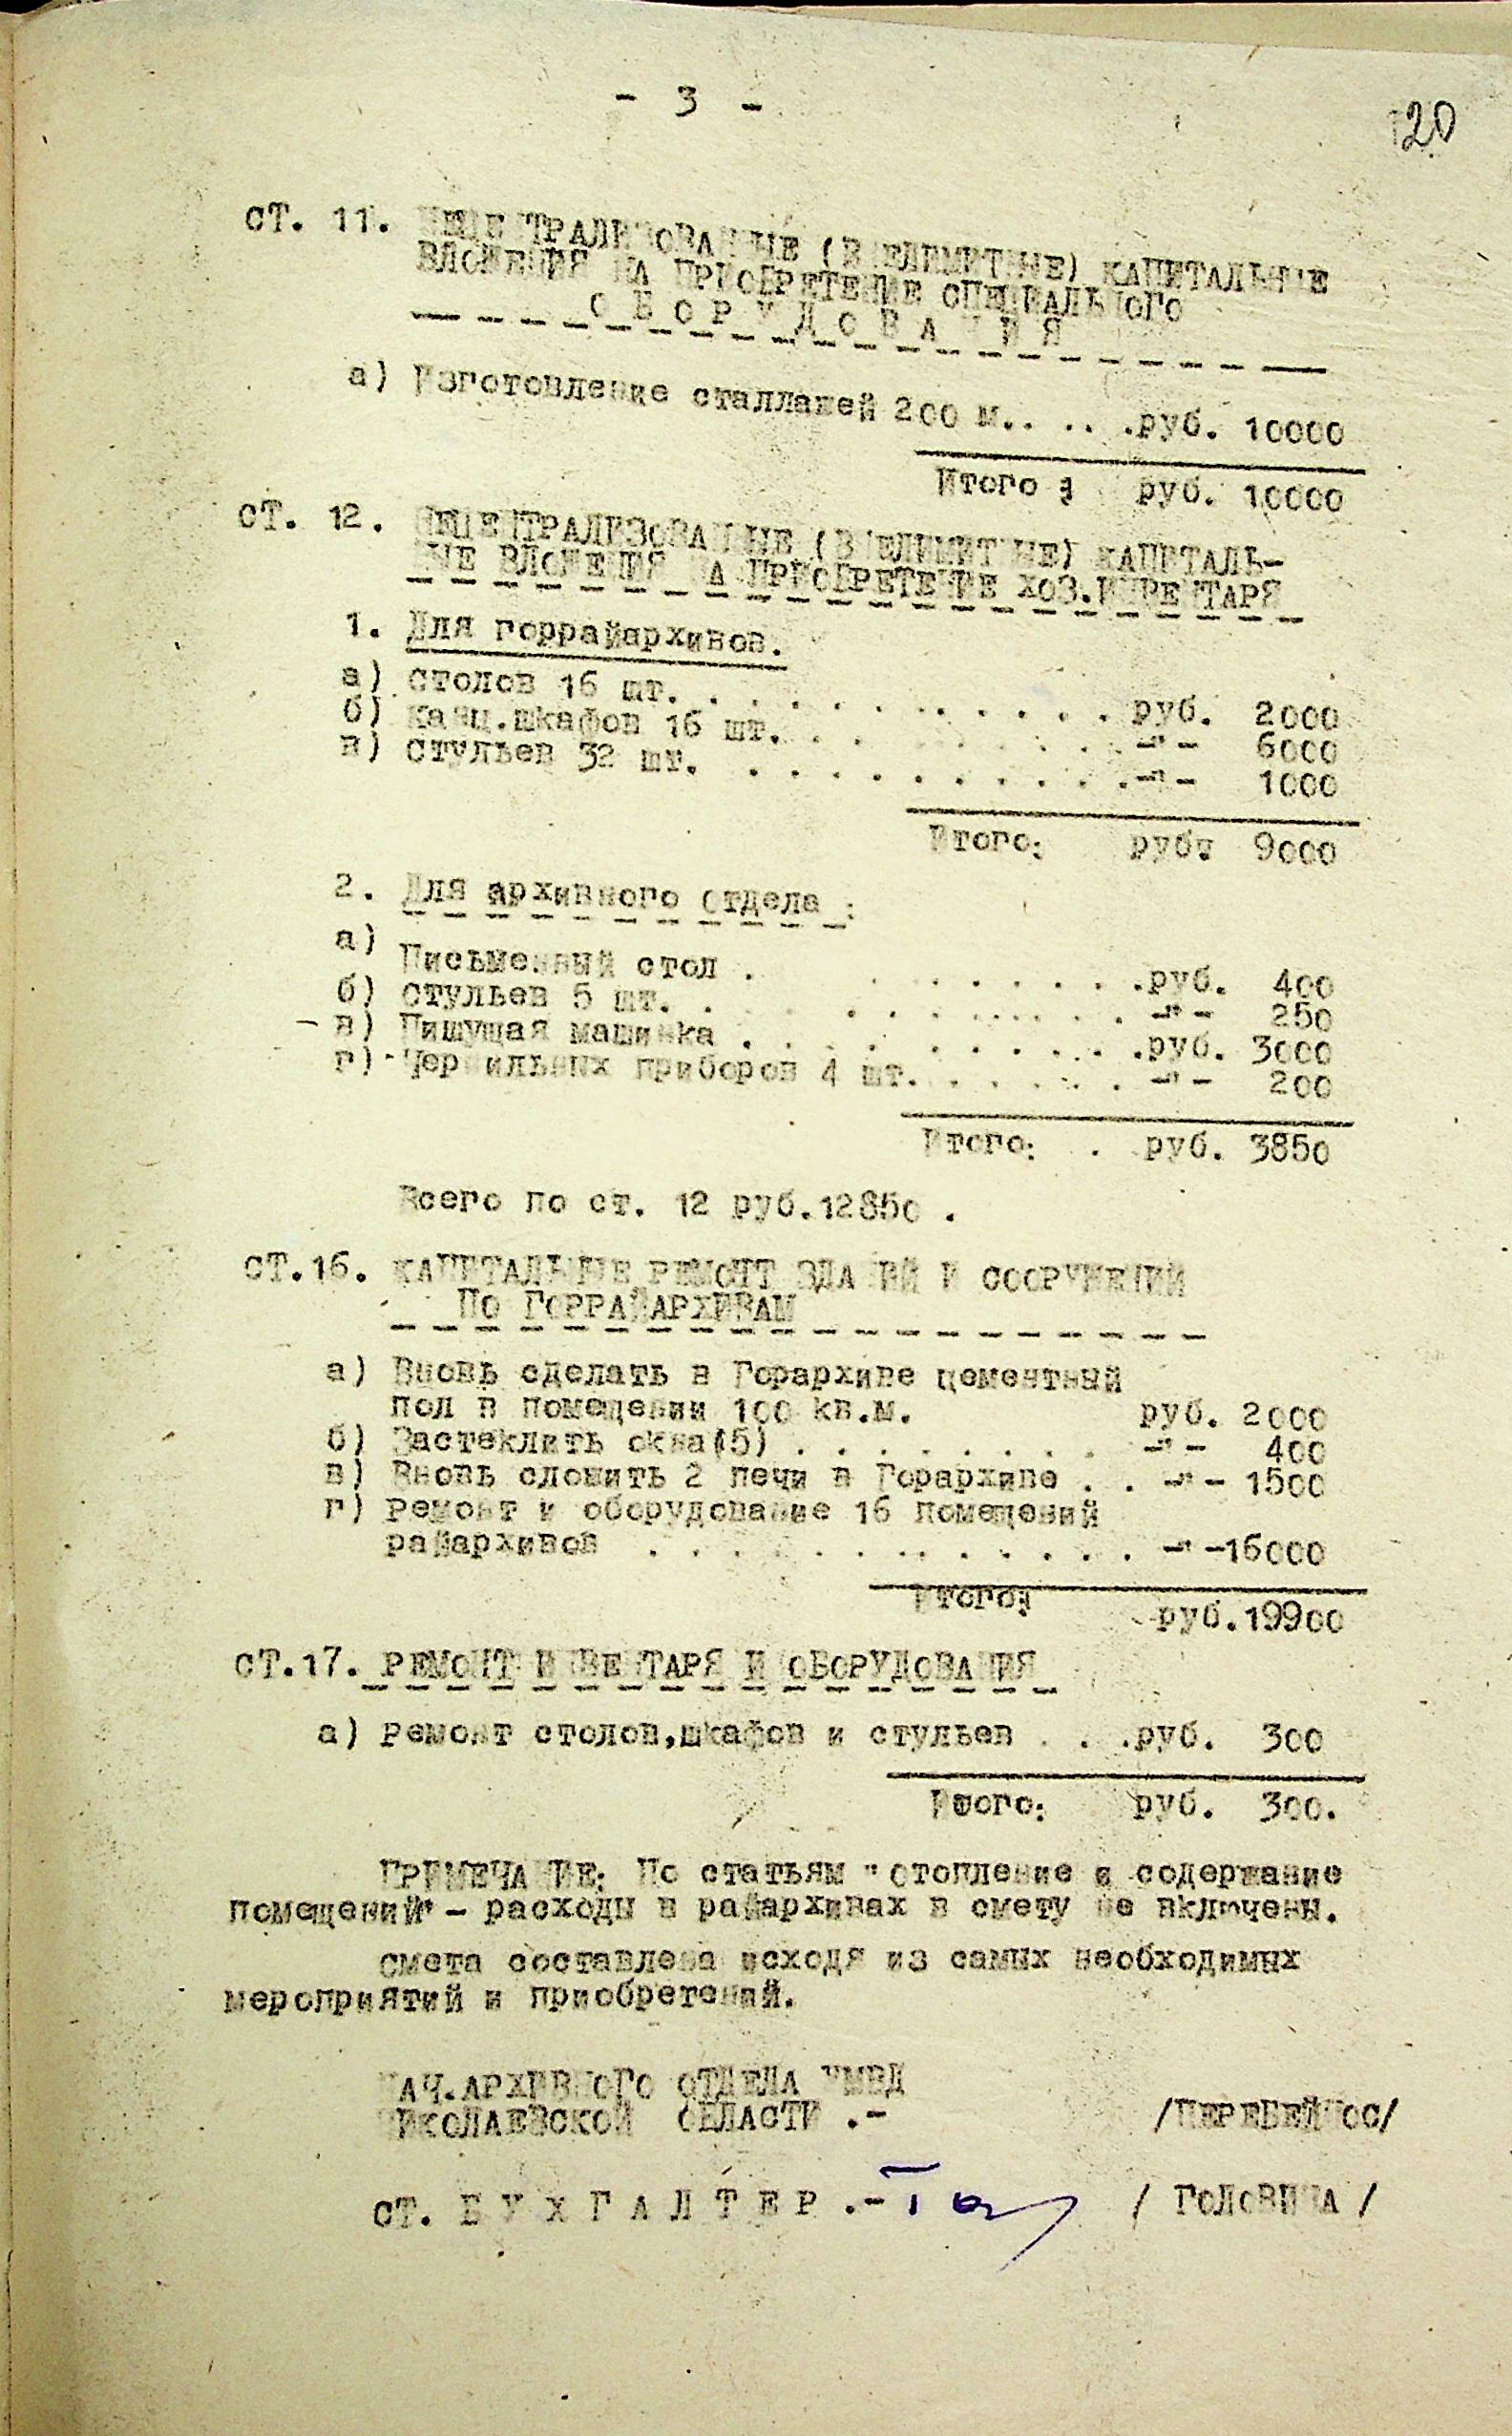 - 3 -
20
СТ. 11. НЕЦЕНТРАЛИЗОВАННЫЕ (ВНЕЛИМИТНЫЕ) КАПИТАЛЬНЫЕ
ВЛОЖЕНИЯ НА ПРИОБРЕТЕНИЕ СПЕЦИАЛЬНОГО
О Б О Р У Д О В А Н И Я
а) Изготовление сталлажей 200 м.. .. .руб. 10000
Итого : руб. 10000
СТ. 12. НЕЦЕНТРАЛИЗОВАННЫЕ (ВНЕЛИМИТНЫЕ) КАПИТАЛЬ-
НЫЕ ВЛОЖЕНИЯ НА ПРИОБРЕТЕНИЕ ХОЗ.ИНВЕНТАРЯ
1. Для горрайархивов.
а) Столов 16 шт. . . . . . . . . . . . руб. 2000
б) Канц.шкафов 16 шт. . . . . . . . . -"- 6000
в) Стульев 32 шт. . . . . . . . . . . -"- 1000
Итого: руб. 9000
2. Для архивного отдела :
а) Письменный стол . . . . . . . . .руб. 400
б) Стульев 5 шт. . . . . . . . . . . -"- 250
- в) Пишущая машинка . . . . . . . . . .руб. 3000
г) Чернильных приборов 4 шт. . . . . . -"- 200
Итого: . руб. 3850
Всего по ст. 12 руб.12850 .
СТ.16. КАПИТАЛЬНЫЕ РЕМОНТ ЗДАНИЙ И СООРУЖЕНИЙ
ПО ГОРРАЙАРХИВАМ
а) Вновь сделать в Горархиве цементный
пол в помещении 100 кв.м. руб. 2000
б) Застеклить окна(15) . . . . . . . . -"- 400
в) Вновь сложить 2 печи в Горархиве . . -"- 1500
г) Ремонт и оборудование 16 помещений
райархивов . . . . . . . . . . . . -"-16000
Итого: руб.19900
СТ.17. РЕМОНТ ИНВЕНТАРЯ И ОБОРУДОВАНИЯ
а) Ремонт столов,шкафов и стульев . . .руб. 300
Итого: руб. 300.
ПРИМЕЧАНИЕ: По статьям "Отопление и содержание
помещений" - расходы в райархивах в смету не включены.
Смета составлена исходя из самых необходимых
мероприятий и приобретений.
НАЧ.АРХИВНОГО ОТДЕЛА УМВД
НИКОЛАЕВСКОЙ ОБЛАСТИ .- /ПЕРЕБЕЙНОС/
СТ. Б У Х Г А Л Т Е Р .- / ГОЛОВИНА /